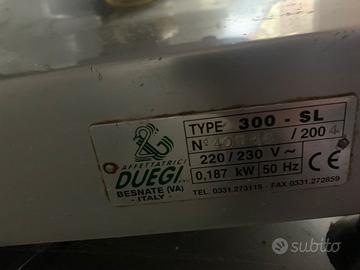 TYPE 300 - SL
Nº /2004
220/230 V ~
0,187 kW 50 Hz
CE
AFFETTATRICI
DUEGI
BESNATE (VA)
- ITALY -
TEL. 0331.273115 - FAX 0331.272859
subito